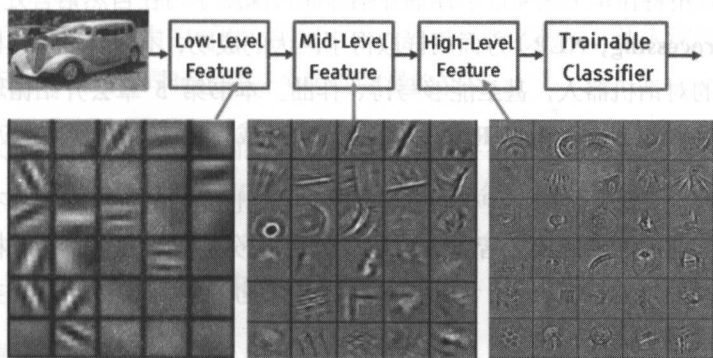 Low-Level
Feature
Mid-Level
Feature
High-Level
Feature
Trainable
Classifier